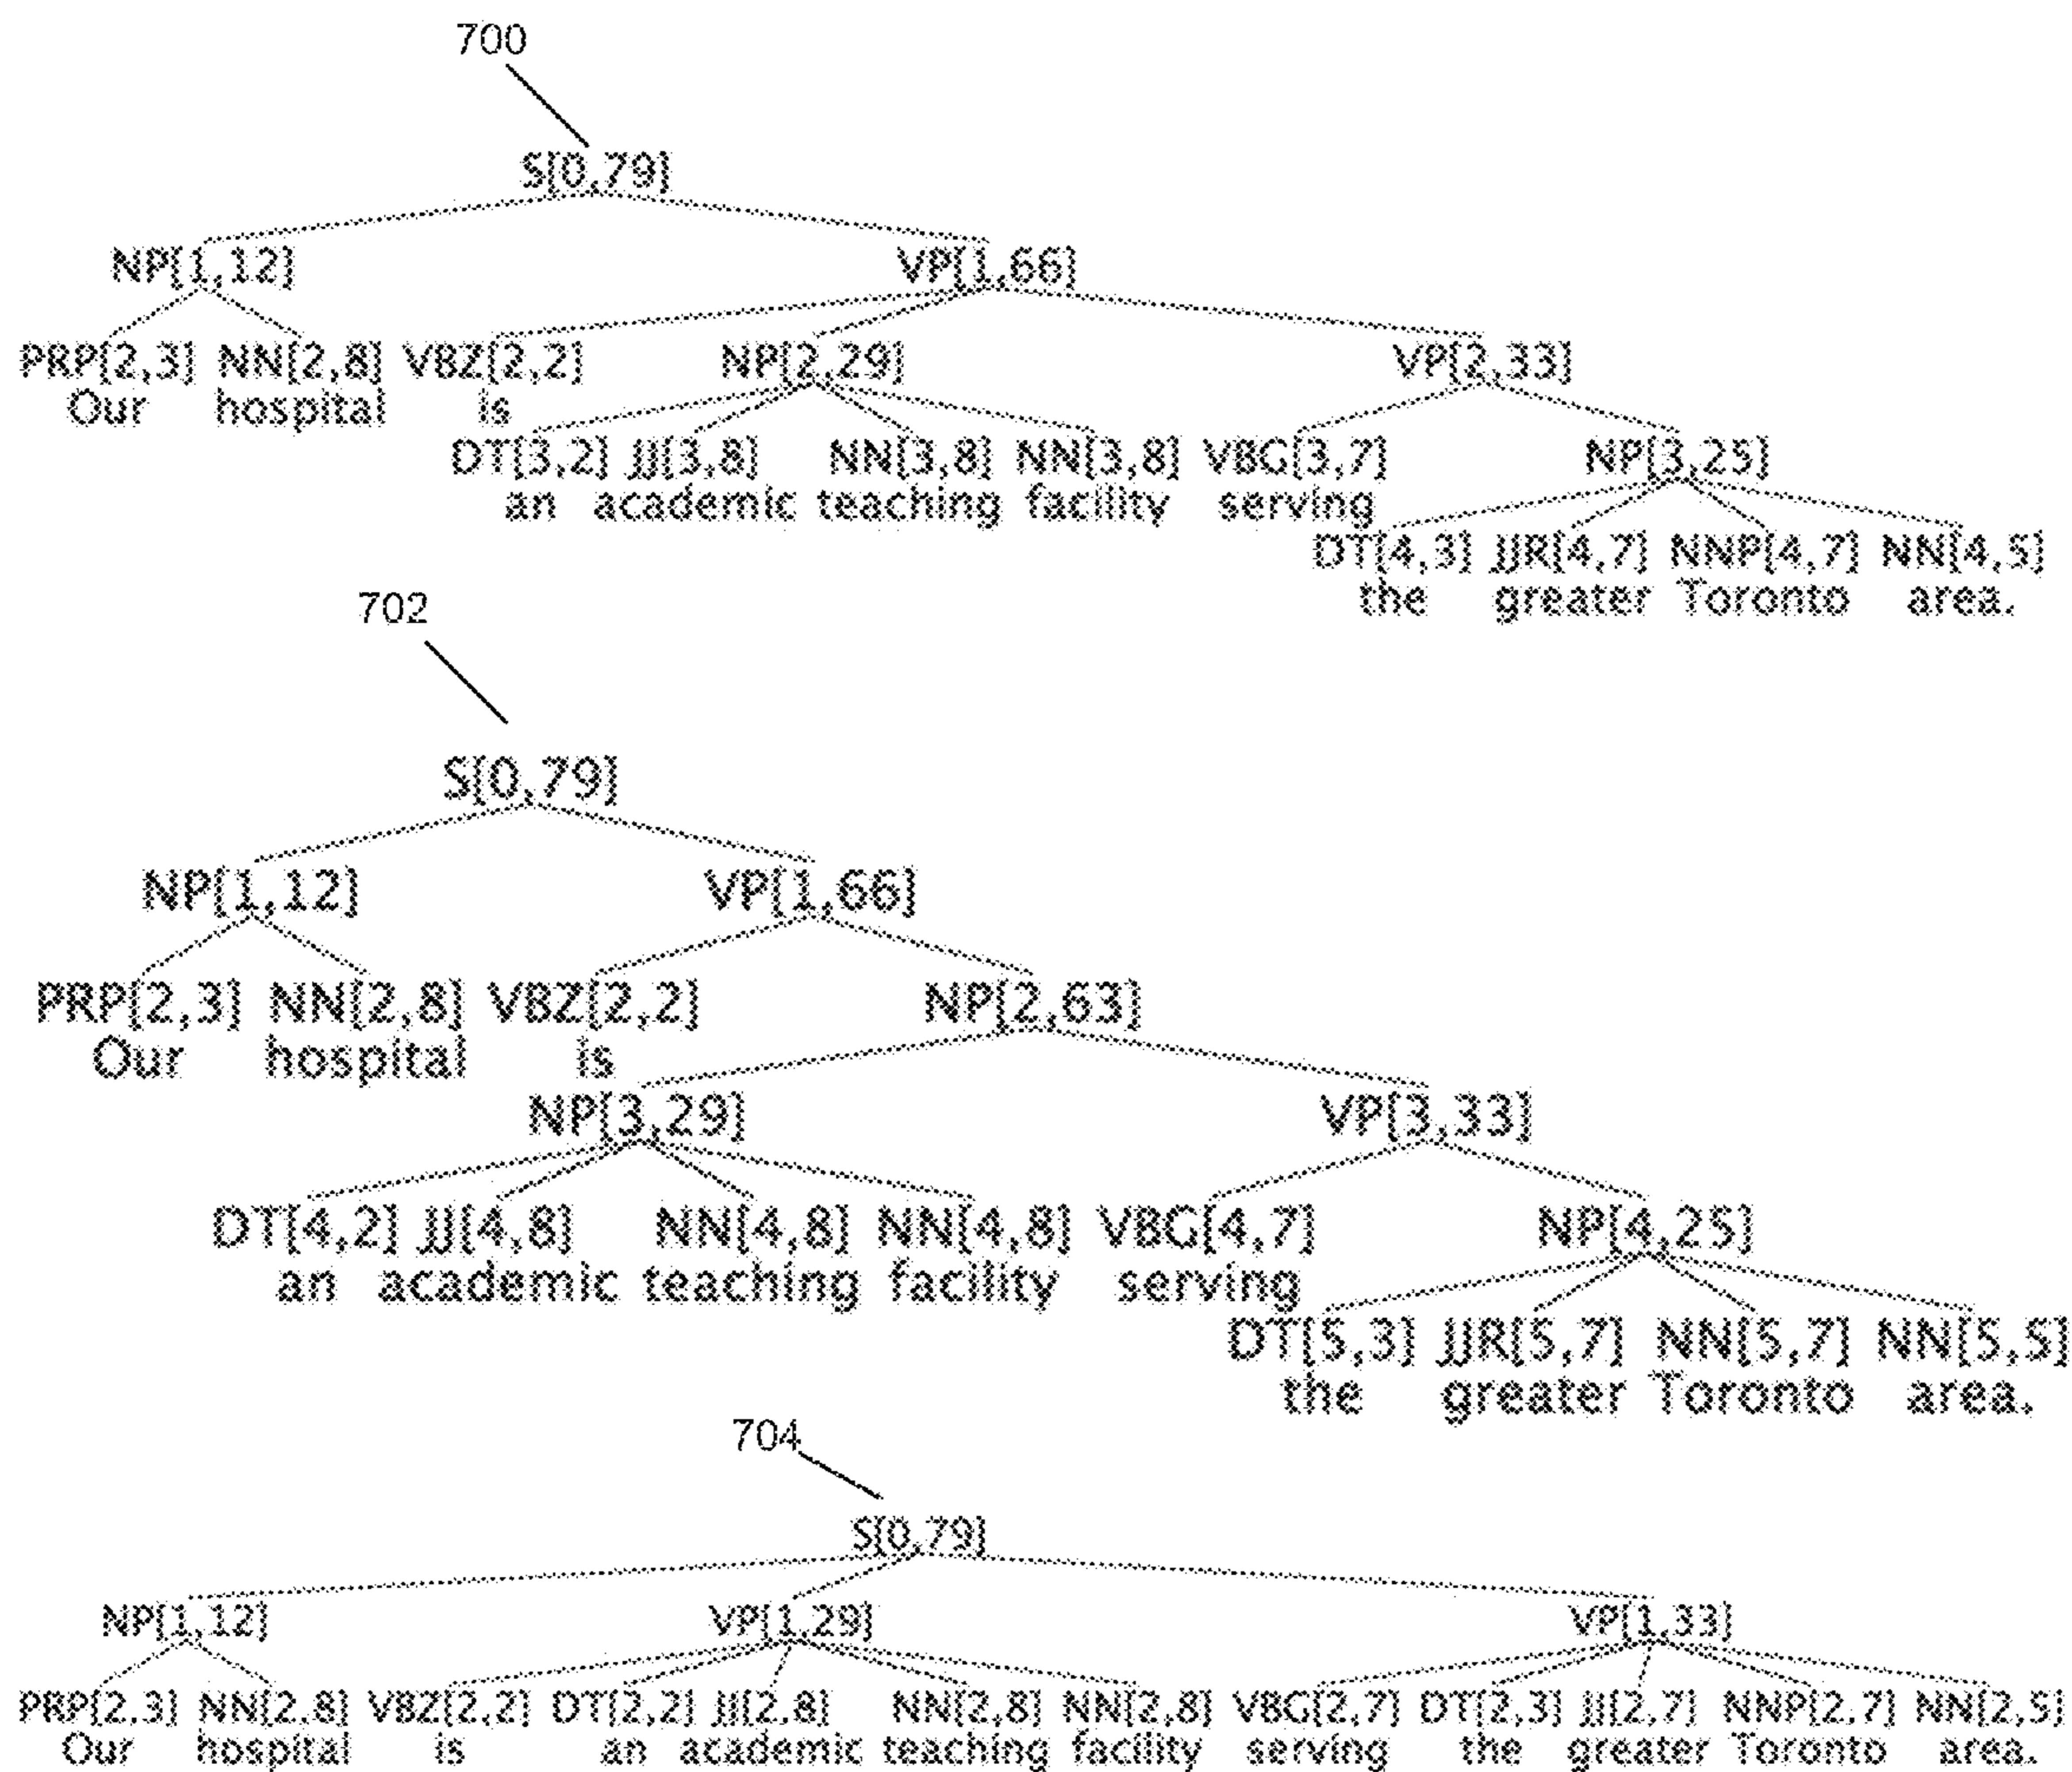 700
S[0,79]
NP[1,12] VP[1,66]
PRP[2,3] NN[2,8] VBZ[2,2] NP[2,29] VP[2,33]
Our hospital is
DT[3,2] JJ[3,8] NN[3,8] NN[3,8] VBG[3,7] NP[3,25]
an academic teaching facility serving
DT[4,3] JJR[4,7] NNP[4,7] NN[4,5]
the greater Toronto area.
702
S[0,79]
NP[1,12] VP[1,66]
PRP[2,3] NN[2,8] VBZ[2,2] NP[2,63]
Our hospital is
NP[3,29] VP[3,33]
DT[4,2] JJ[4,8] NN[4,8] NN[4,8] VBG[4,7] NP[4,25]
an academic teaching facility serving
DT[5,3] JJR[5,7] NN[5,7] NN[5,5]
the greater Toronto area.
704
S[0,79]
NP[1,12] VP[1,29] VP[1,33]
PRP[2,3] NN[2,8] VBZ[2,2] DT[2,2] JJ[2,8] NN[2,8] NN[2,8] VBG[2,7] DT[2,3] JJ[2,7] NNP[2,7] NN[2,5]
Our hospital is an academic teaching facility serving the greater Toronto area.